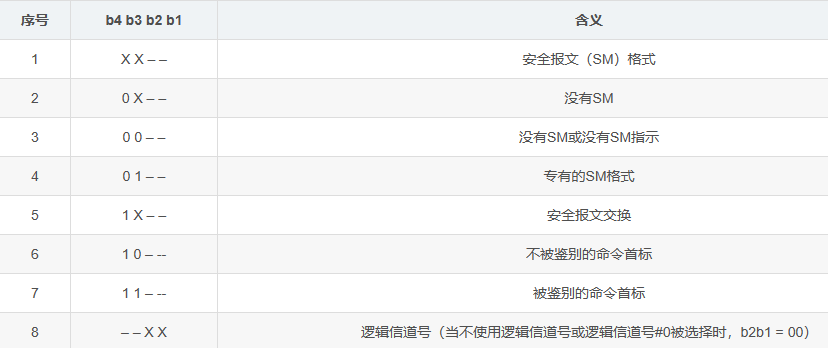 序号 b4 b3 b2 b1 含义
1 X X – – 安全报文（SM）格式
2 0 X – – 没有SM
3 0 0 – – 没有SM或没有SM指示
4 0 1 – – 专有的SM格式
5 1 X – – 安全报文交换
6 1 0 – -- 不被鉴别的命令首标
7 1 1 – -- 被鉴别的命令首标
8 – – X X 逻辑信道号（当不使用逻辑信道号或逻辑信道号#0被选择时，b2b1 = 00）